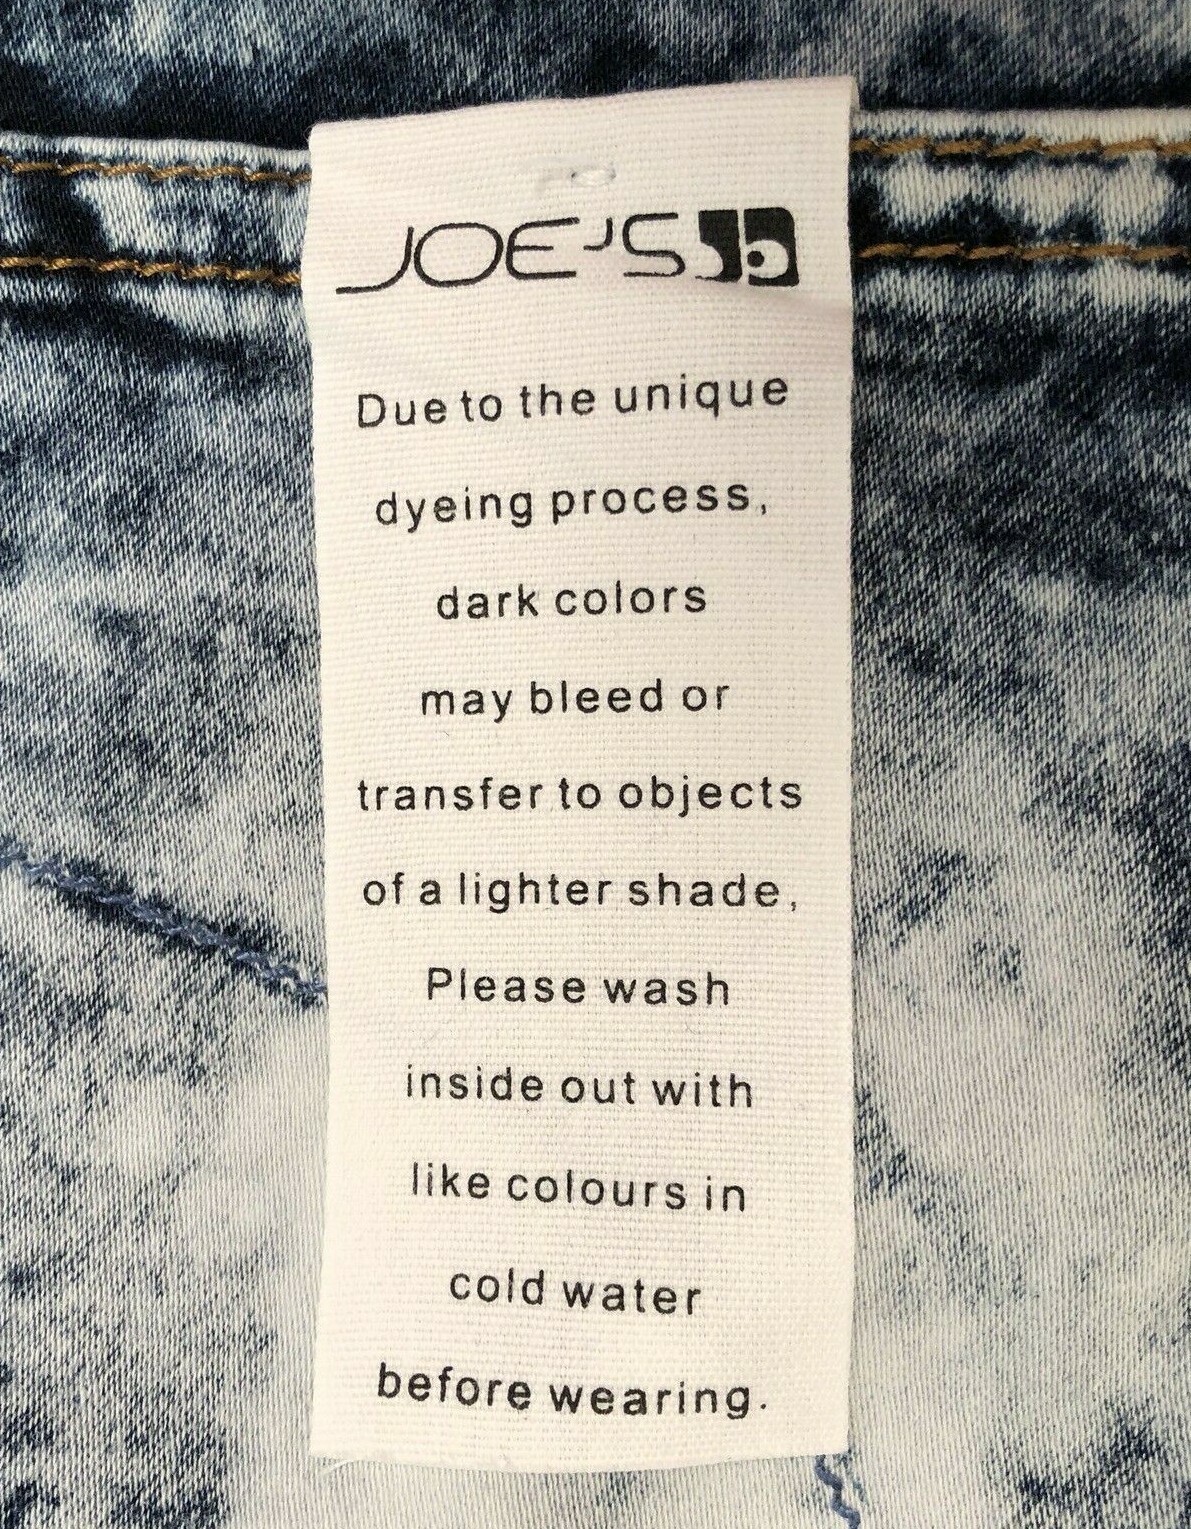 JOE'S
Due to the unique
dyeing process,
dark colors
may bleed or
transfer to objects
of a lighter shade,
Please wash
inside out with
like colours in
cold water
before wearing.